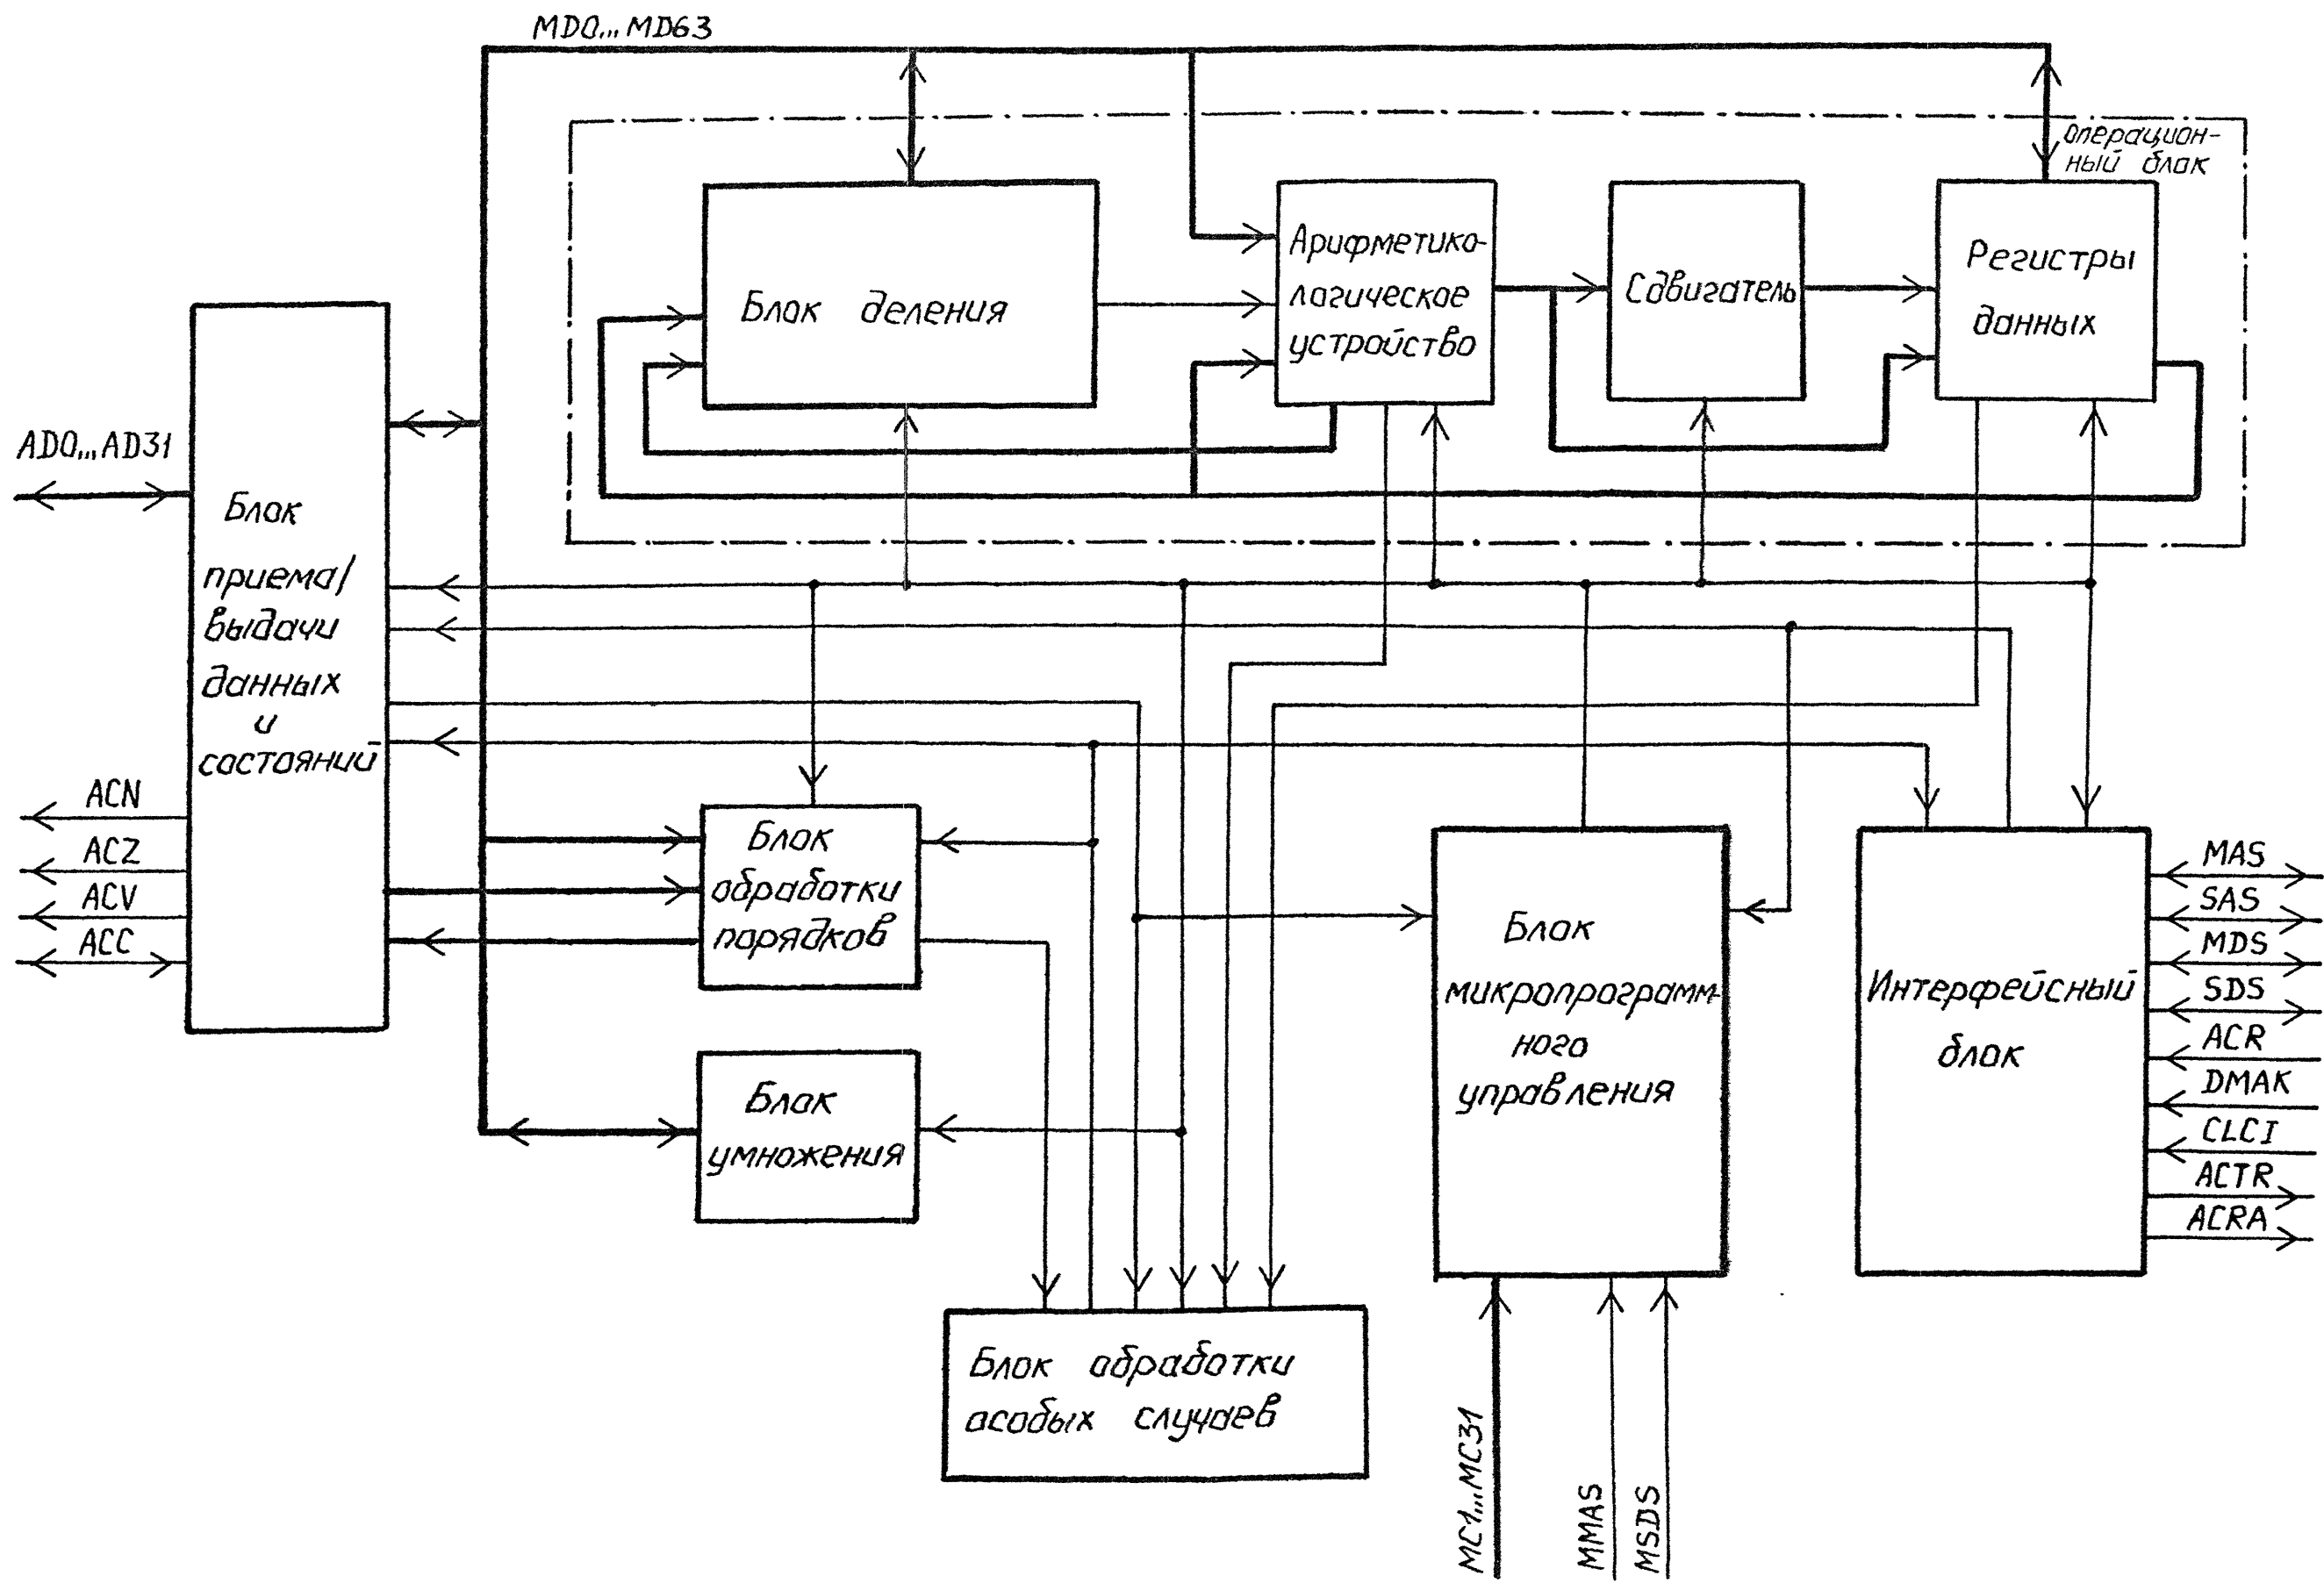 MD0...MD63
операцион-
ный блок
Блок деления
Арифметико-
логическое
устройство
Сдвигатель
Регистры
данных
AD0...AD31
Блок
приема/
выдачи
данных
и
состояний
ACN
ACZ
ACV
ACC
Блок
обработки
порядков
Блок
умножения
Блок
микропрограмм-
ного
управления
Интерфейсный
блок
MAS
SAS
MDS
SDS
ACR
DMAK
CLCI
ACTR
ACRA
Блок обработки
особых случаев
MC1...MC31
MMAS
MSDS